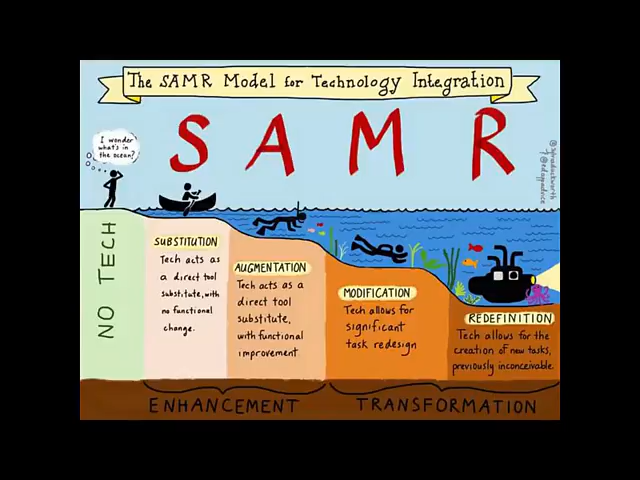 The SAMR Model for Technology Integration
I wonder
what's in
the ocean?
S A M R
@sylviaduckworth
@edappadvice
NO TECH
SUBSTITUTION
Tech acts as
a direct tool
substitute, with
no functional
change.
AUGMENTATION
Tech acts as a
direct tool
substitute,
with functional
improvement
MODIFICATION
Tech allows for
significant
task redesign
REDEFINITION
Tech allows for the
creation of new tasks,
previously inconceivable.
ENHANCEMENT
TRANSFORMATION